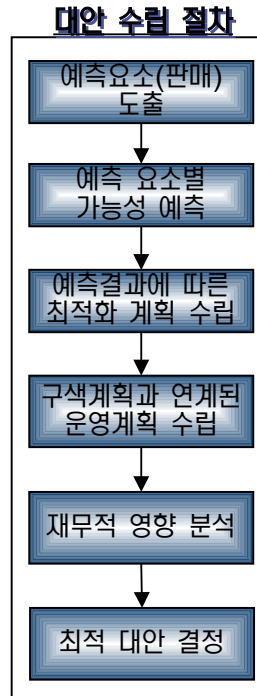 대안 수립 절차
예측요소(판매)
도출
예측 요소별
가능성 예측
예측결과에 따른
최적화 계획 수립
구색계획과 연계된
운영계획 수립
재무적 영향 분석
최적 대안 결정